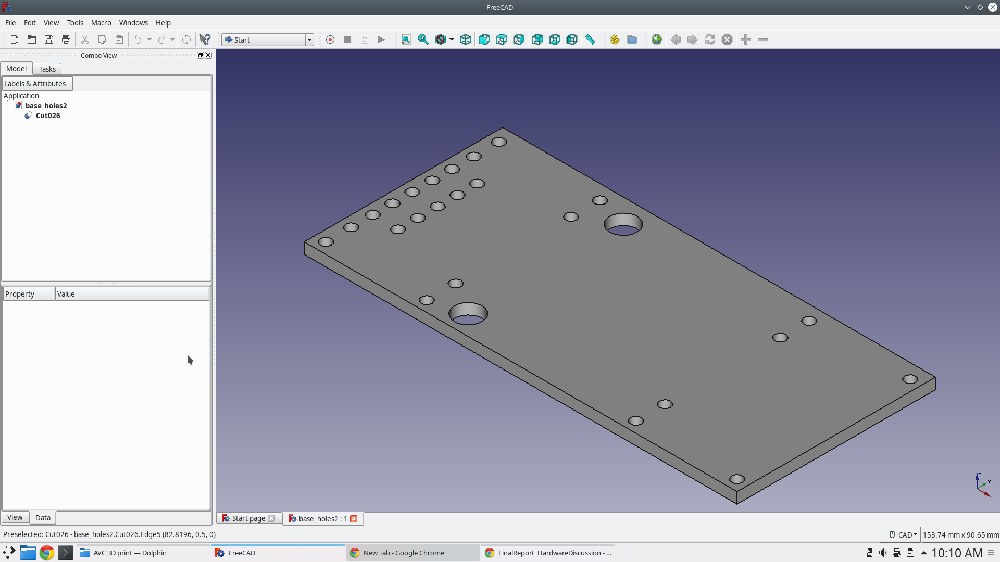 FreeCAD
File Edit View Tools Macro Windows Help
Start
Combo View
Model Tasks
Labels & Attributes
Application
base_holes2
Cut026
Property Value
Z
Y
X
View Data
Start page base_holes2 : 1
Preselected: Cut026 - base_holes2.Cut026.Edge5 (82.8196, 0.5, 0)
CAD 153.74 mm x 90.65 mm
AVC 3D print — Dolphin FreeCAD New Tab - Google Chrome FinalReport_HardwareDiscussion - ... 10:10 AM